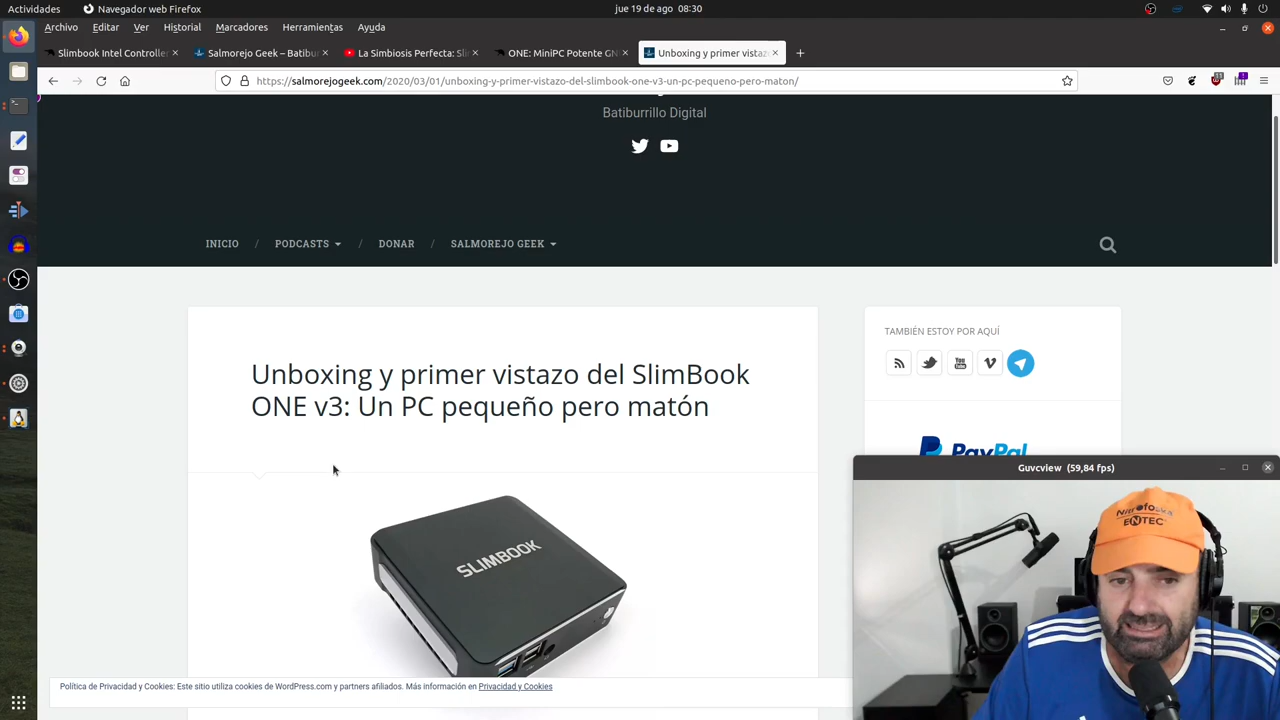 Actividades
Navegador web Firefox
jue 19 de ago 08:30
Archivo Editar Ver Historial Marcadores Herramientas Ayuda
Slimbook Intel Controller
Salmorejo Geek – Batibur
La Simbiosis Perfecta: Sli
ONE: MiniPC Potente GN
Unboxing y primer vistaz
https://salmorejogeek.com/2020/03/01/unboxing-y-primer-vistazo-del-slimbook-one-v3-un-pc-pequeno-pero-maton/
Batiburrillo Digital
INICIO / PODCASTS / DONAR / SALMOREJO GEEK
Unboxing y primer vistazo del SlimBook
ONE v3: Un PC pequeño pero matón
SLIMBOOK
TAMBIÉN ESTOY POR AQUÍ
You Tube
PayPal
Guvcview (59,84 fps)
Nitrofoska
ENTEC
Política de Privacidad y Cookies: Este sitio utiliza cookies de WordPress.com y partners afiliados. Más información en Privacidad y Cookies